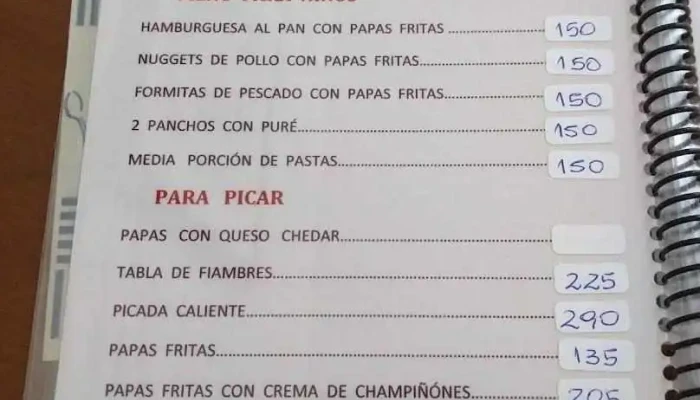 HAMBURGUESA AL PAN CON PAPAS FRITAS ........ 150
NUGGETS DE POLLO CON PAPAS FRITAS........ 150
FORMITAS DE PESCADO CON PAPAS FRITAS........ 150
2 PANCHOS CON PURÉ........ 150
MEDIA PORCIÓN DE PASTAS........ 150
PARA PICAR
PAPAS CON QUESO CHEDAR........
TABLA DE FIAMBRES........ 225
PICADA CALIENTE........ 290
PAPAS FRITAS........ 135
PAPAS FRITAS CON CREMA DE CHAMPIÑÓNES........ 205